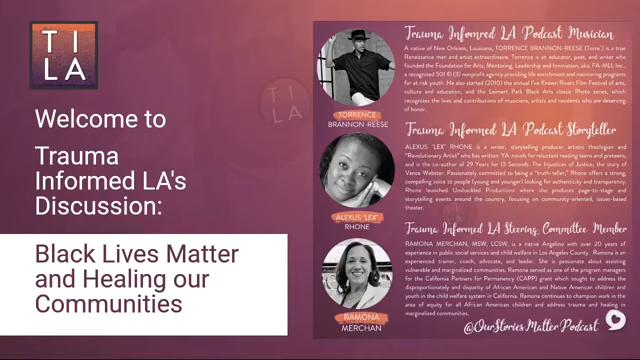 TI
LA
Welcome to
Trauma
Informed LA's
Discussion:
Black Lives Matter
and Healing our
Communities
TI
LA
TORRENCE
BRANNON-REESE
ALEXUS "LEX"
RHONE
RAMONA
MERCHAN
Trauma Infomred LA Podcast Musician
A native of New Orleans, Louisiana, TORRENCE BRANNON-REESE (Torre') is a true
Renaissance men and artist extraordinaire. Torrence is an educator, poet, and writer who
founded the Foundation for Arts, Mentoring, Leadership and Innovation, aka, FA MLI, Inc.,
a recognized 501 © (3) nonprofit agency providing life enrichment and mentoring programs
for at risk youth. He also started (2010) the annual I've Known Rivers Film Festival of arts,
culture and education, and the Leimert Park Black Arts classic Photo series, which
recognizes the lives and contributions of musicians, artists and residents who are deserving
of honor.
Trauma Informed LA Podcast Storyteller
ALEXUS "LEX" RHONE is a writer, storytelling producer artistic theologian and
"Revolutionary Artist" who has written YA novels for reluctant reading teens and preteens,
and is the co-author of 29 Years for 13 Seconds: The Injustices of Justice, the story of
Vance Webster. Passionately committed to being a "truth-teller," Rhone offers a strong,
compelling voice to people (young and younger) looking for authenticity and transparency.
Rhone launched Unshackled Productions where she produces page-to-stage and
storytelling events around the country, focusing on community-oriented, issues-based
theater.
Trauma Informed LA Steering Committee Member
RAMONA MERCHAN, MSW, LCSW, is a native Angelino with over 20 years of
experience in public social services and child welfare in Los Angeles County. Ramona is an
experienced trainer, coach, advocate, and leader. She is passionate about assisting
vulnerable and marginalized communities. Ramona served as one of the program managers
for the California Partners for Permanency (CAPP) grant which sought to address the
disproportionately and disparity of African American and Native American children and
youth in the child welfare system in California. Ramona continues to champion work in the
area of equity for all African American children and address trauma and healing in
marginalized communities.
@OurStoriesMatterPodcast